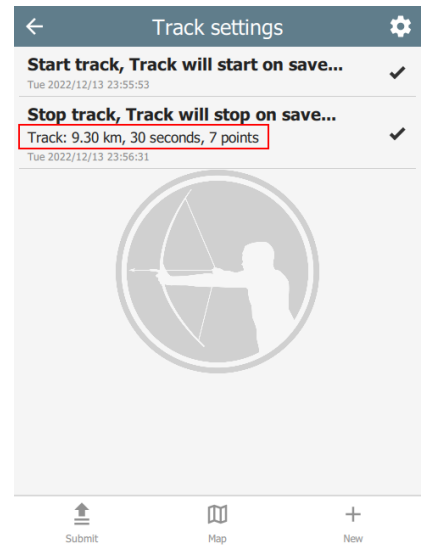 Track settings
Start track, Track will start on save...
Tue 2022/12/13 23:55:53
Stop track, Track will stop on save...
Track: 9.30 km, 30 seconds, 7 points
Tue 2022/12/13 23:56:31
Submit Map New